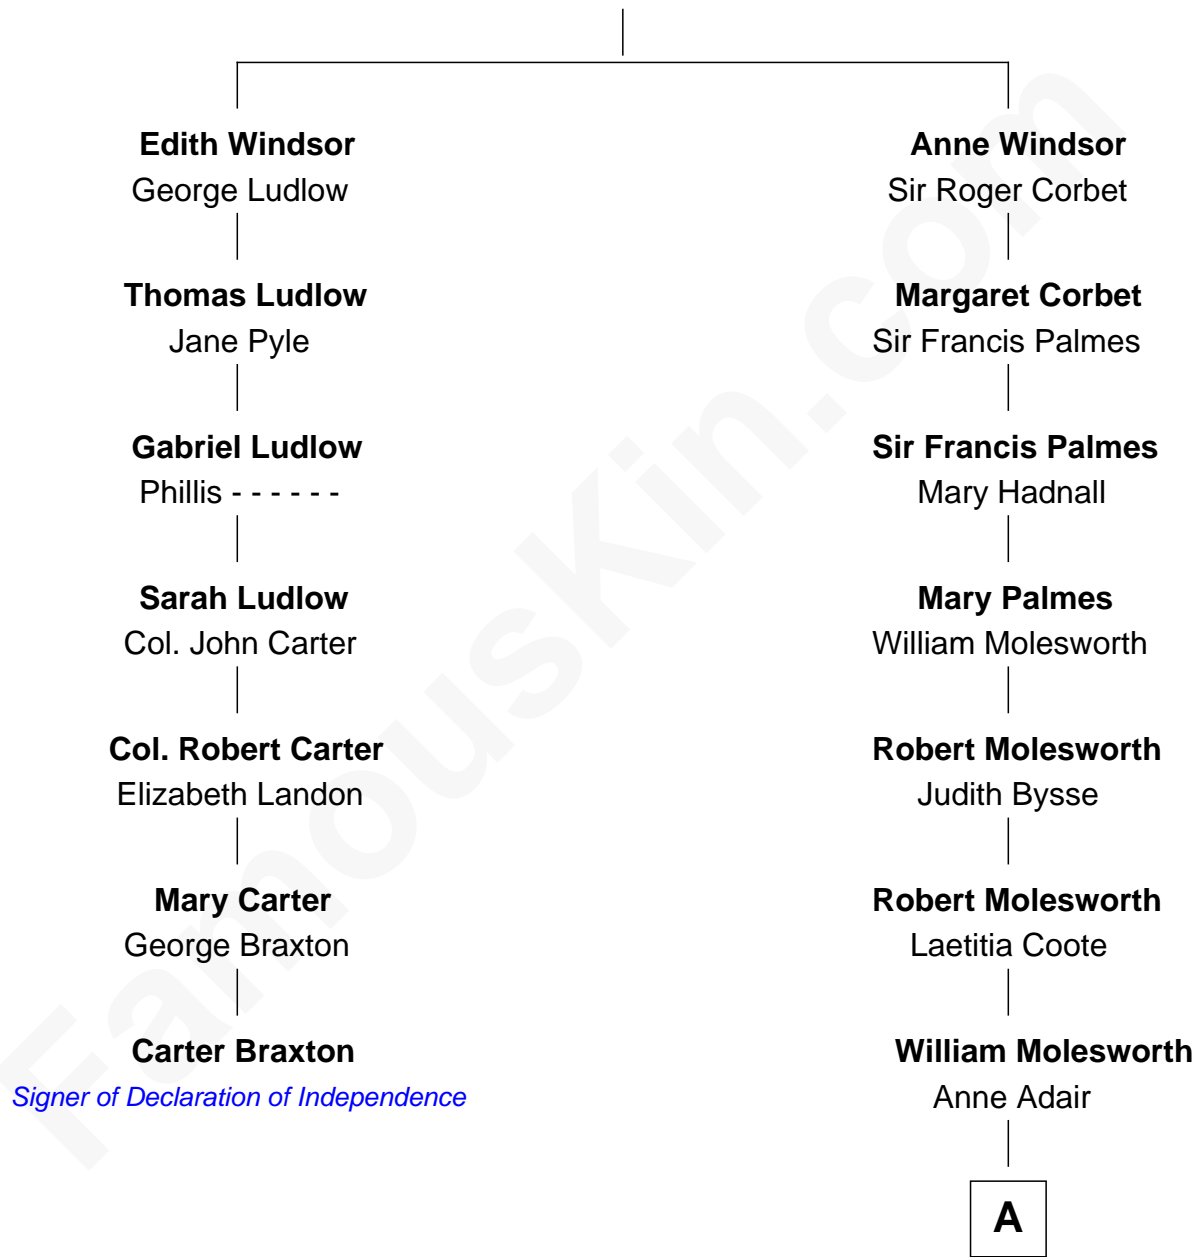 Edith Windsor
George Ludlow
Thomas Ludlow
Jane Pyle
Gabriel Ludlow
Phillis - - - - - -
Sarah Ludlow
Col. John Carter
Col. Robert Carter
Elizabeth Landon
Mary Carter
George Braxton
Carter Braxton
Signer of Declaration of Independence
Anne Windsor
Sir Roger Corbet
Margaret Corbet
Sir Francis Palmes
Sir Francis Palmes
Mary Hadnall
Mary Palmes
William Molesworth
Robert Molesworth
Judith Bysse
Robert Molesworth
Laetitia Coote
William Molesworth
Anne Adair
A
FamousKin.com